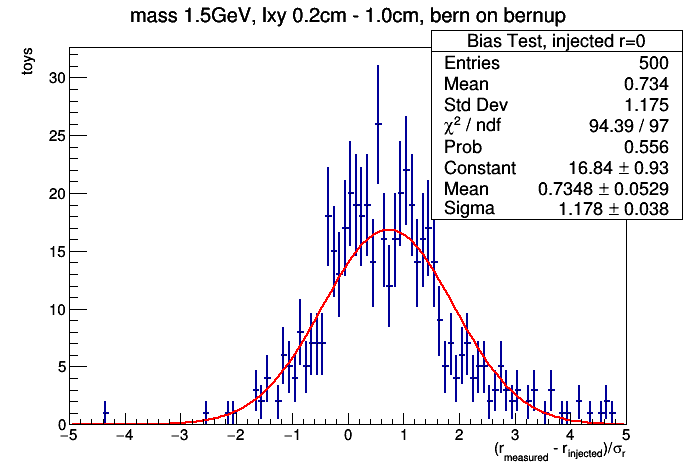 mass 1.5GeV, lxy 0.2cm - 1.0cm, bern on bernup
Bias Test, injected r=0
Entries 500
Mean 0.734
Std Dev 1.175
χ² / ndf 94.39 / 97
Prob 0.556
Constant 16.84 ± 0.93
Mean 0.7348 ± 0.0529
Sigma 1.178 ± 0.038
toys
30
25
20
15
10
5
0
−5 −4 −3 −2 −1 0 1 2 3 4 5
(r_measured - r_injected)/σ_r